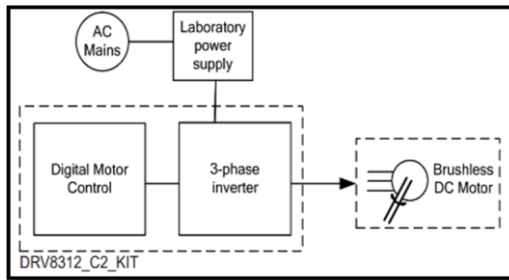 AC
Mains
Laboratory
power
supply
Digital Motor
Control
3-phase
inverter
Brushless
DC Motor
DRV8312_C2_KIT